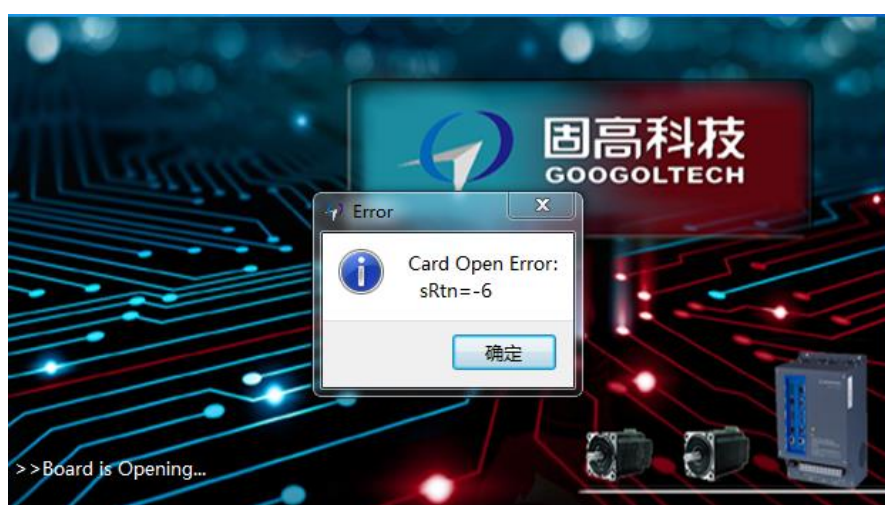 固高科技
GOOGOLTECH
Error
Card Open Error:
sRtn=-6
确定
>>Board is Opening...